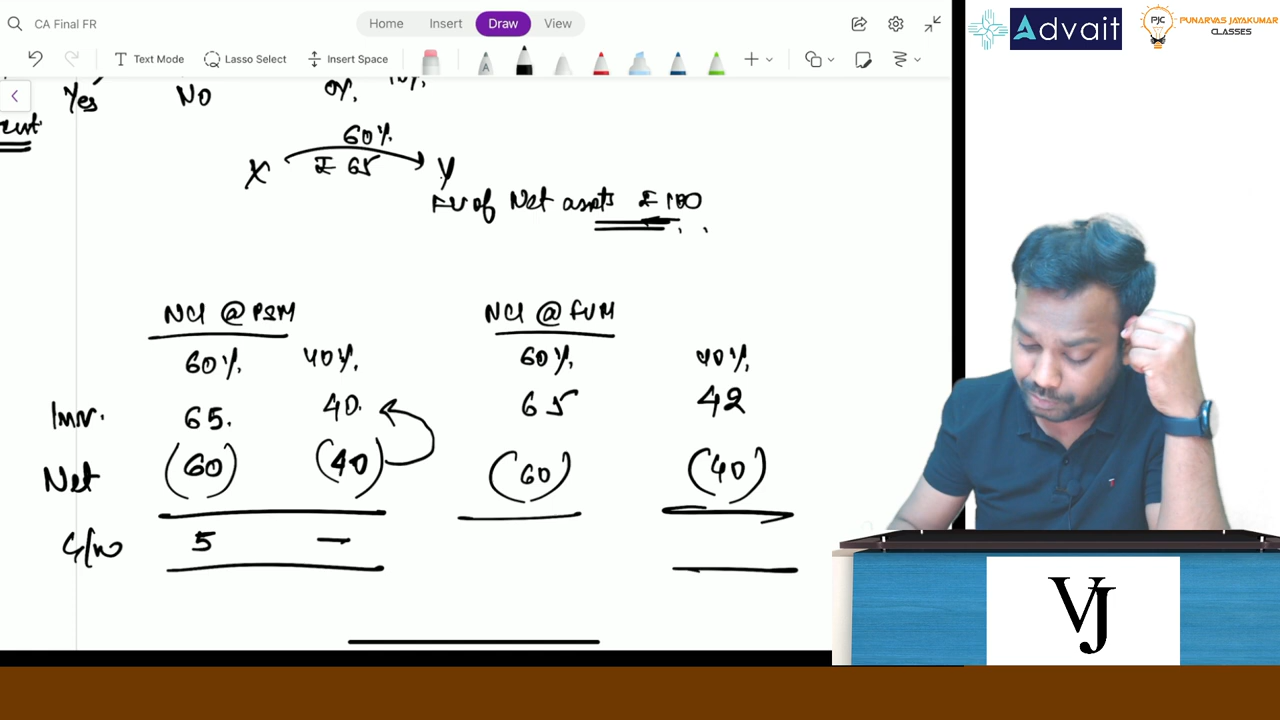 CA Final FR
Home Insert Draw View
Advait
PJC PUNARVAS JAYAKUMAR CLASSES
Text Mode Lasso Select Insert Space
Yes NO
60%
X ₹ 65 Y
FV of Net assets ₹ 100
NCI @ PSM NCI @ FVM
60% 40% 60% 40%
Inv. 65. 40. 65 42
Net (60) (40) (60) (40)
G/W 5 —
VJ